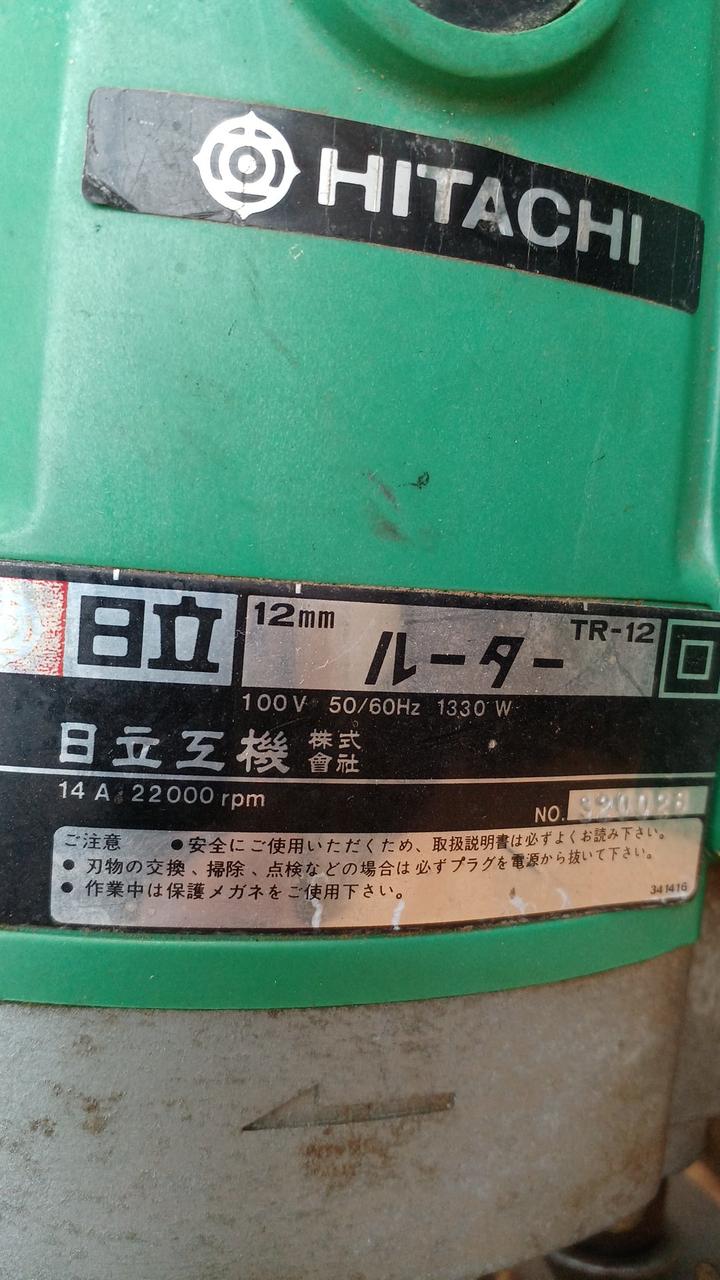 HITACHI
日立
12mm
ルーター
TR-12
100V 50/60Hz 1330W
日立工機 株式會社
14A 22000rpm
NO.
ご注意 ●安全にご使用いただくため、取扱説明書は必ずよくお読み下さい。
● 刃物の交換、掃除、点検などの場合は必ずプラグを電源から抜いて下さい。
● 作業中は保護メガネをご使用下さい。
341416